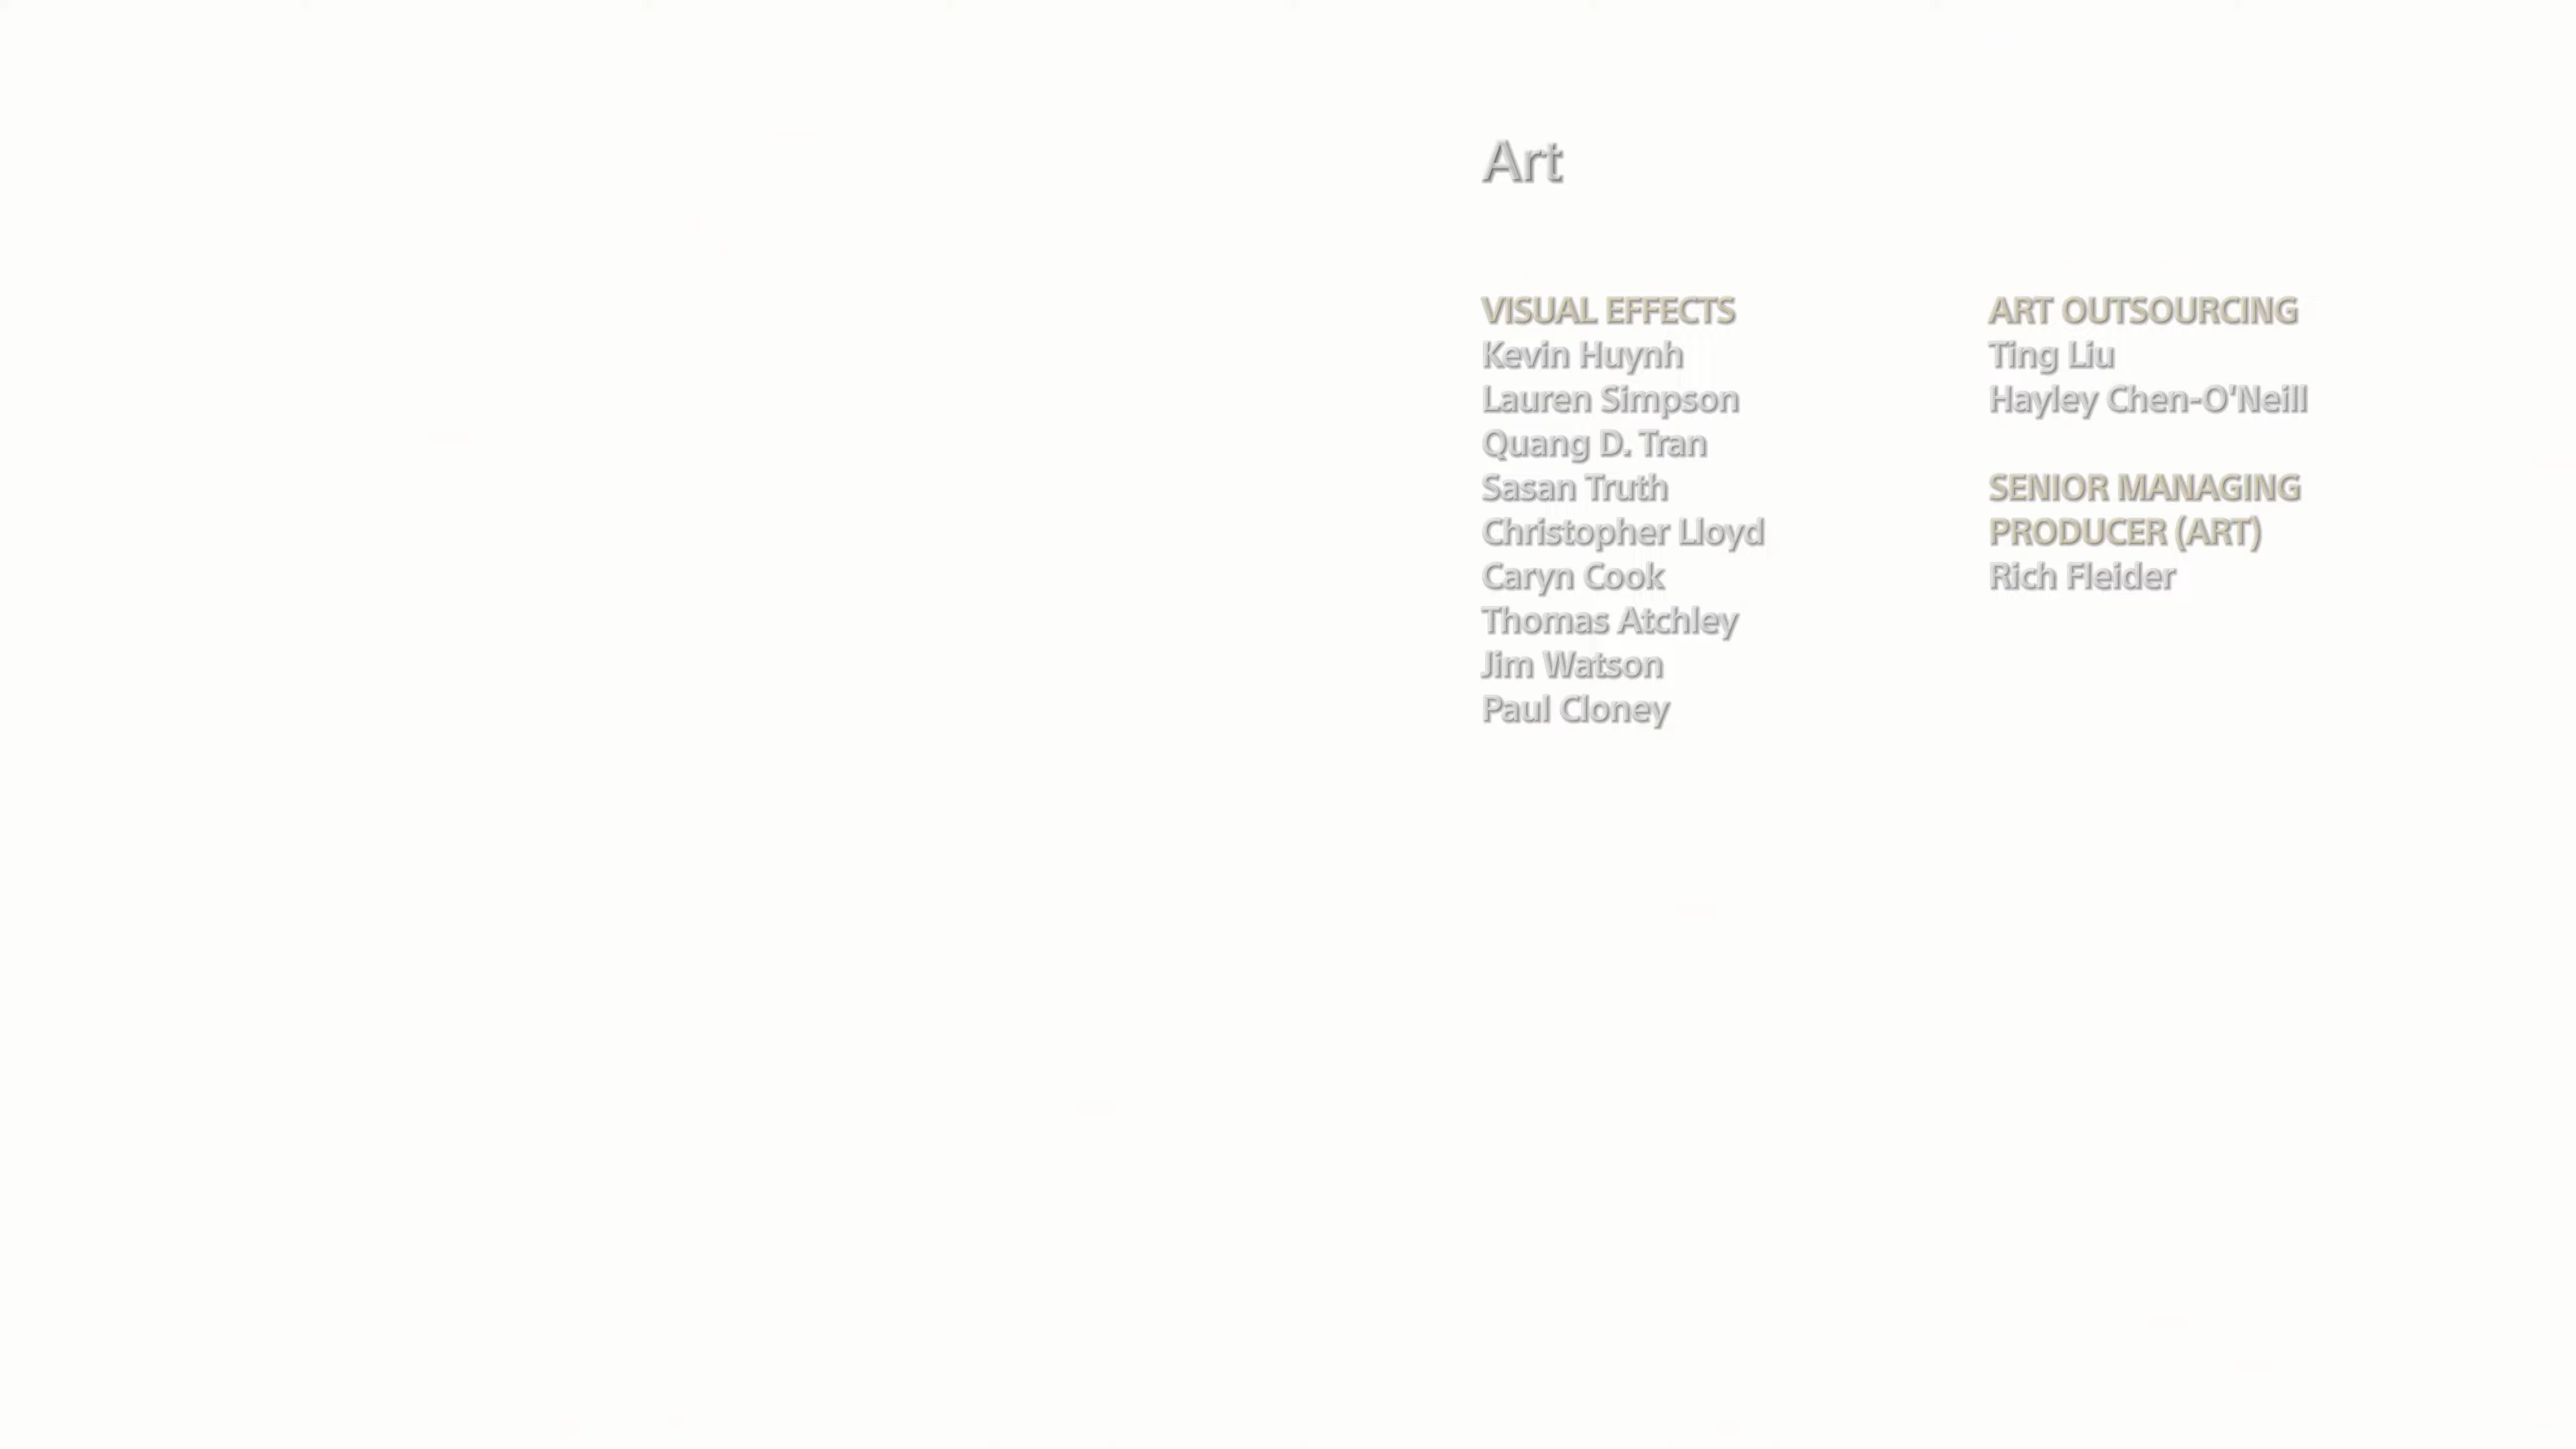 Art
VISUAL EFFECTS
Kevin Huynh
Lauren Simpson
Quang D. Tran
Sasan Truth
Christopher Lloyd
Caryn Cook
Thomas Atchley
Jim Watson
Paul Cloney
ART OUTSOURCING
Ting Liu
Hayley Chen-O'Neill
SENIOR MANAGING
PRODUCER (ART)
Rich Fleider